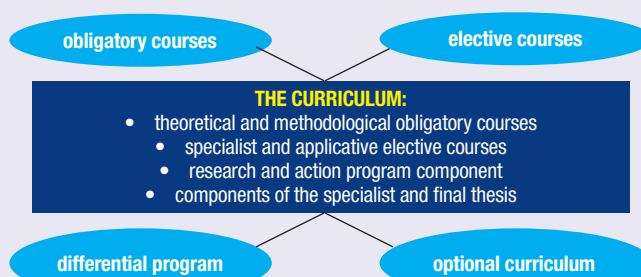 obligatory courses
elective courses
THE CURRICULUM:
• theoretical and methodological obligatory courses
• specialist and applicative elective courses
• research and action program component
• components of the specialist and final thesis
differential program
optional curriculum